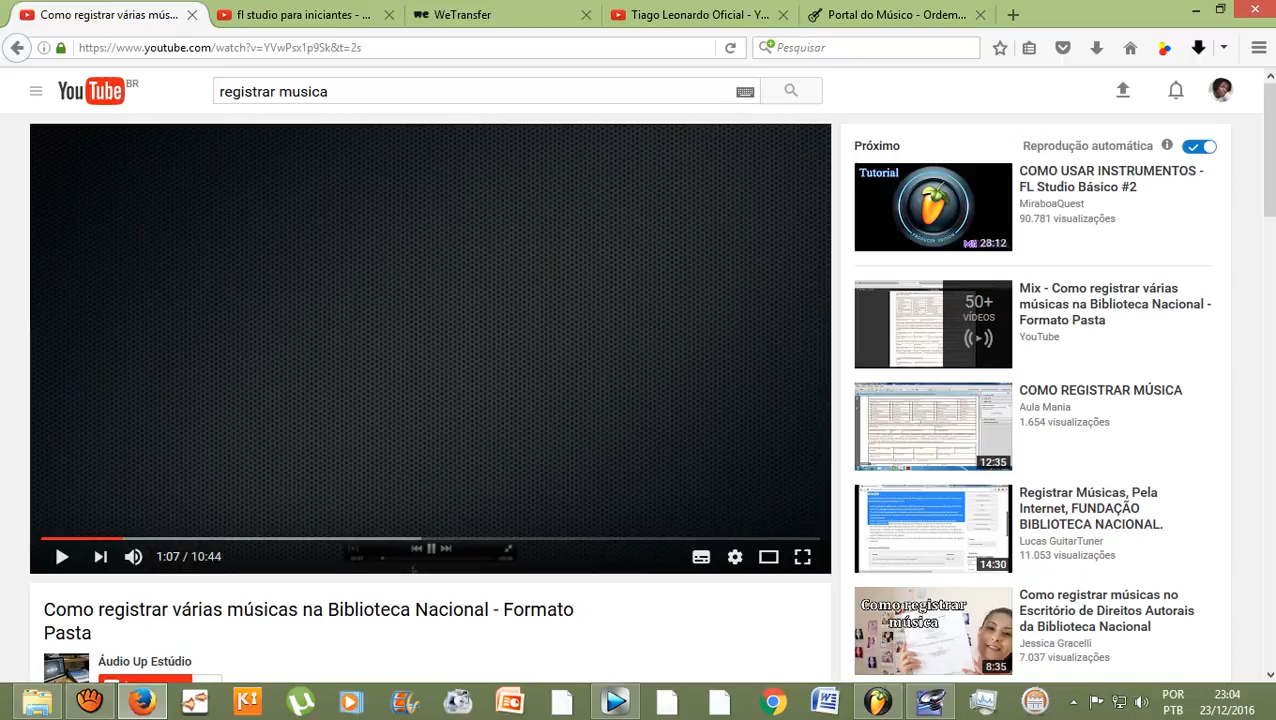 Como registrar várias mús...
fl studio para iniciantes - ...
WeTransfer
Tiago Leonardo Oficial - Y...
Portal do Músico - Ordem...
https://www.youtube.com/watch?v=YVwPsx1p9Sk&t=2s
Pesquisar
YouTube BR
registrar musica
Próximo
Reprodução automática
Tutorial
28:12
COMO USAR INSTRUMENTOS -
FL Studio Básico #2
MiraboaQuest
90.781 visualizações
50+
VÍDEOS
Mix - Como registrar várias
músicas na Biblioteca Nacional -
Formato Pasta
YouTube
12:35
COMO REGISTRAR MÚSICA
Aula Mania
1.654 visualizações
14:30
Registrar Músicas, Pela
Internet, FUNDAÇÃO
BIBLIOTECA NACIONAL.
Lucas GuitarTuner
11.053 visualizações
Como registrar
música
8:35
Como registrar músicas no
Escritório de Direitos Autorais
da Biblioteca Nacional
Jessica Gracelli
7.037 visualizações
1:07 / 10:44
Como registrar várias músicas na Biblioteca Nacional - Formato
Pasta
Áudio Up Estúdio
POR
PTB
23:04
23/12/2016